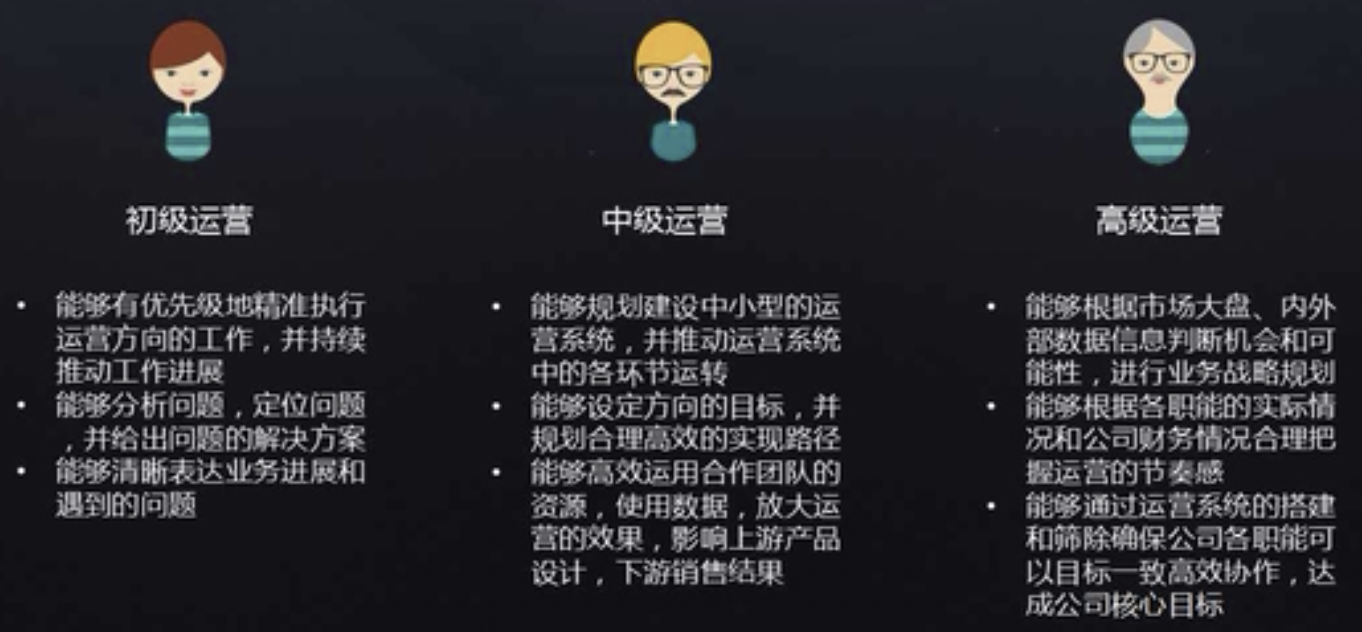 初级运营
• 能够有优先级地精准执行
运营方向的工作，并持续
推动工作进展
• 能够分析问题，定位问题
，并给出问题的解决方案
• 能够清晰表达业务进展和
遇到的问题
中级运营
• 能够规划建设中小型的运
营系统，并推动运营系统
中的各环节运转
• 能够设定方向的目标，并
规划合理高效的实现路径
• 能够高效运用合作团队的
资源，使用数据，放大运
营的效果，影响上游产品
设计，下游销售结果
高级运营
• 能够根据市场大盘、内外
部数据信息判断机会和可
能性，进行业务战略规划
• 能够根据各职能的实际情
况和公司财务情况合理把
握运营的节奏感
• 能够通过运营系统的搭建
和筛除确保公司各职能可
以目标一致高效协作，达
成公司核心目标